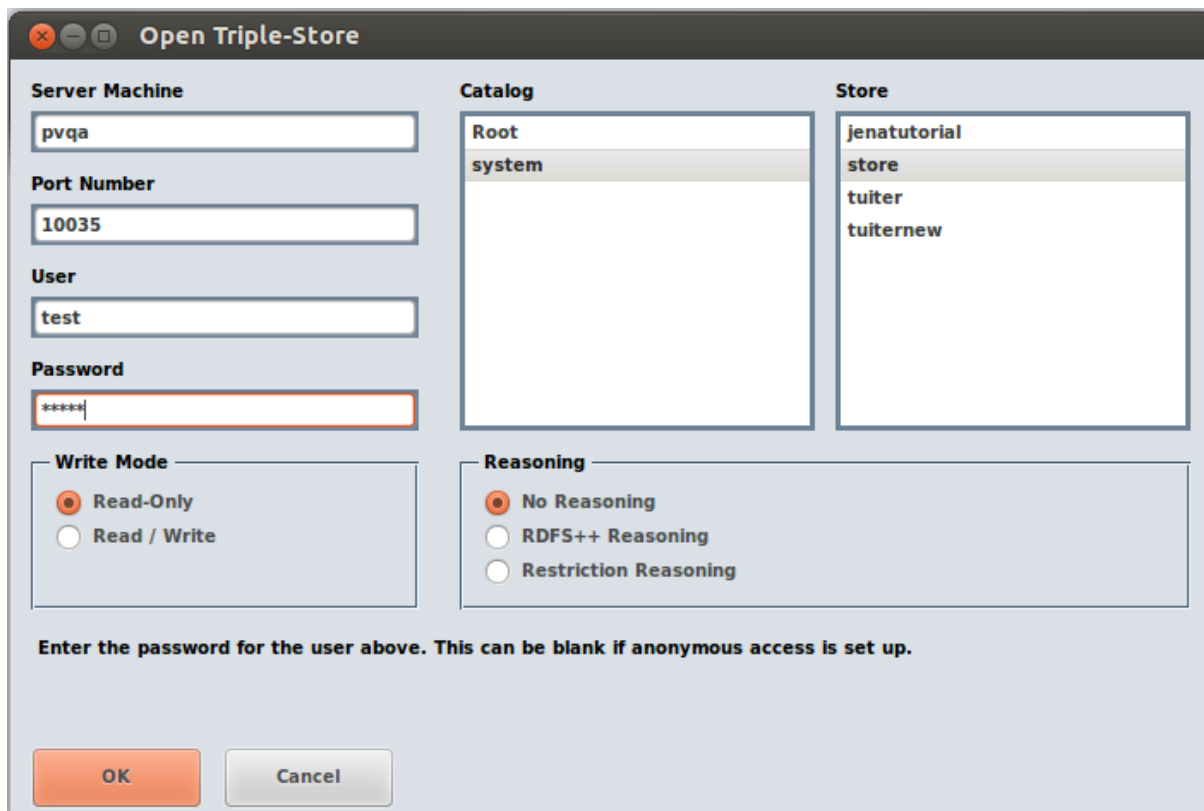 Open Triple-Store
Server Machine
pvqa
Port Number
10035
User
test
Password
*****
Catalog
Root
system
Store
jenatutorial
store
tuiter
tuiternew
Write Mode
Read-Only
Read / Write
Reasoning
No Reasoning
RDFS++ Reasoning
Restriction Reasoning
Enter the password for the user above. This can be blank if anonymous access is set up.
OK
Cancel